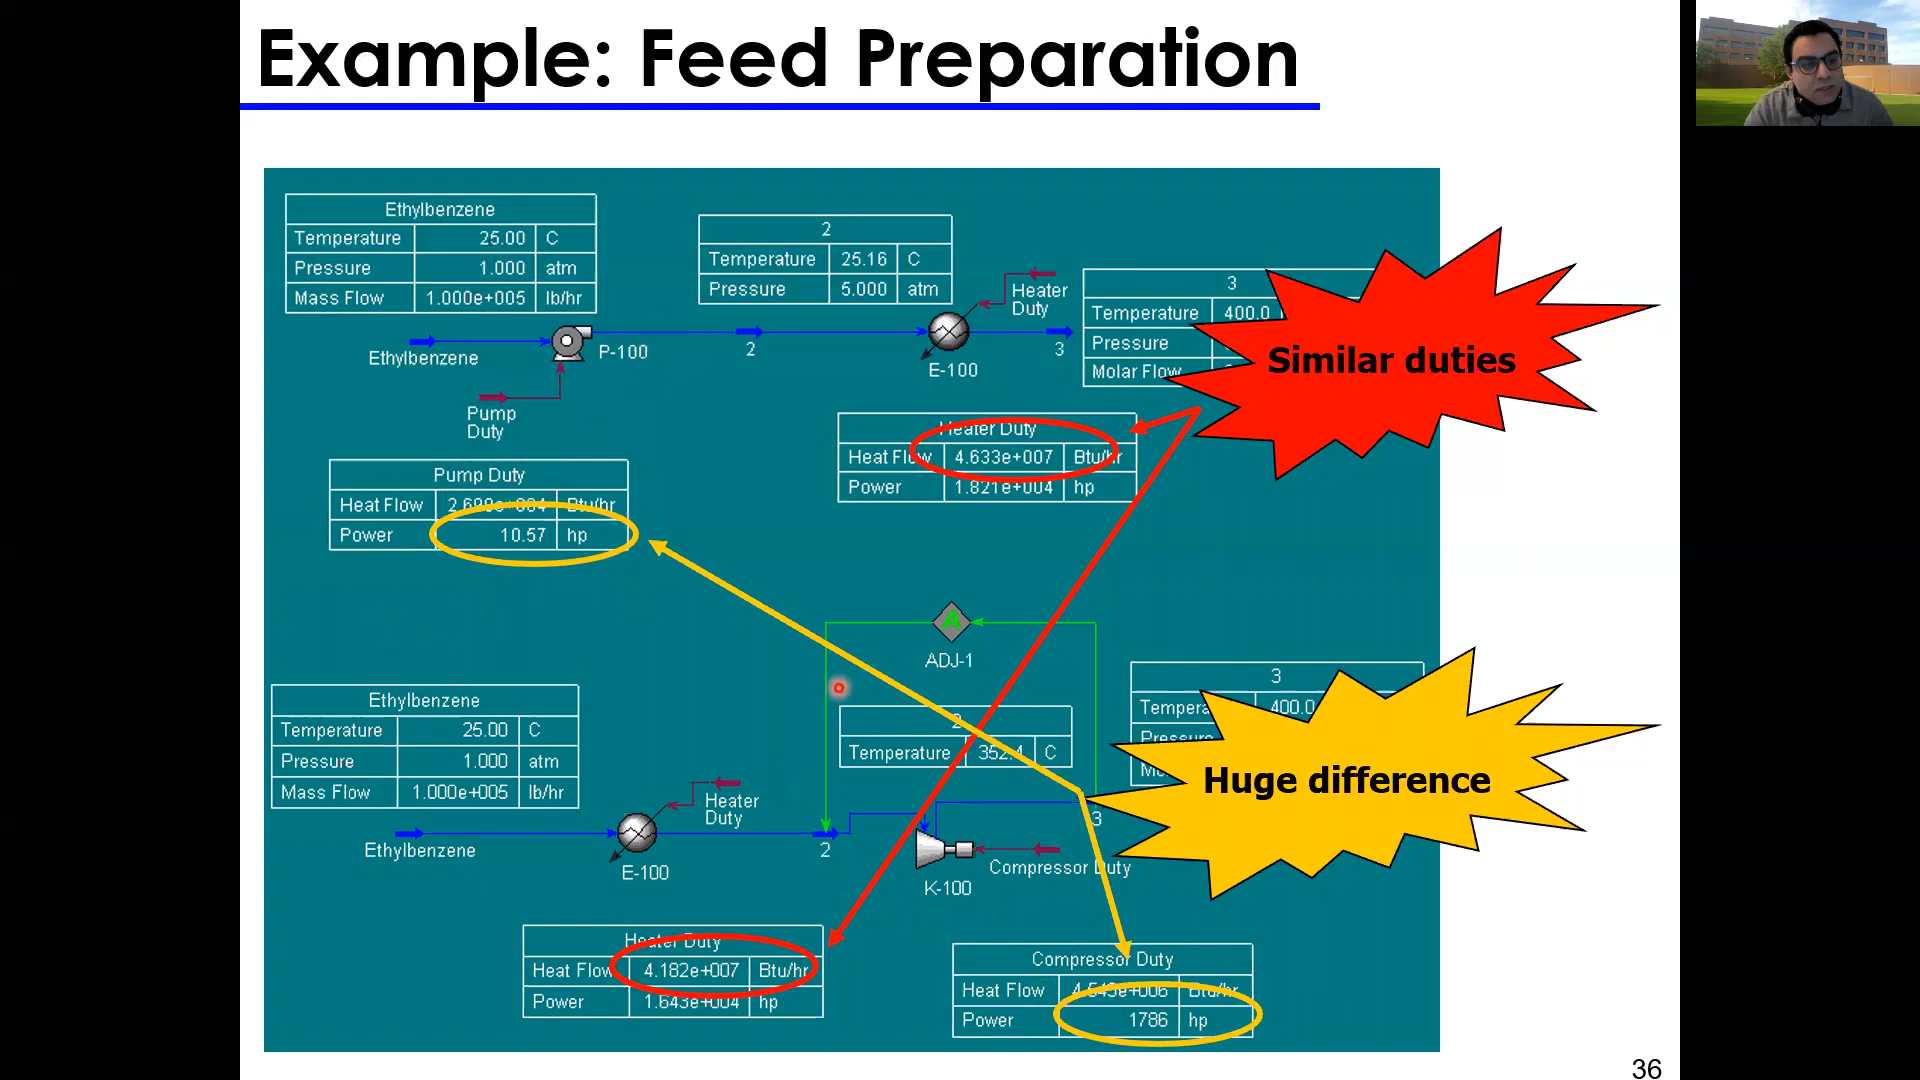 Example: Feed Preparation
Ethylbenzene
Temperature 25.00 C
Pressure 1.000 atm
Mass Flow 1.000e+005 lb/hr
2
Temperature 25.16 C
Pressure 5.000 atm
Heater
Duty
3
Temperature 400.0
Pressure
Molar Flow
Similar duties
Ethylbenzene
P-100
2
E-100
3
Pump
Duty
Heater Duty
Heat Flow 4.633e+007 Btu/hr
Power 1.821e+004 hp
Pump Duty
Heat Flow Btu/hr
Power 10.57 hp
A
ADJ-1
Ethylbenzene
Temperature 25.00 C
Pressure 1.000 atm
Mass Flow 1.000e+005 lb/hr
2
Temperature 352.4 C
3
400.0
Pressure
Huge difference
Heater
Duty
Ethylbenzene
E-100
2
3
K-100
Compressor Duty
Heater Duty
Heat Flow 4.182e+007 Btu/hr
Power 1.643e+004 hp
Compressor Duty
Heat Flow Btu/hr
Power 1786 hp
36